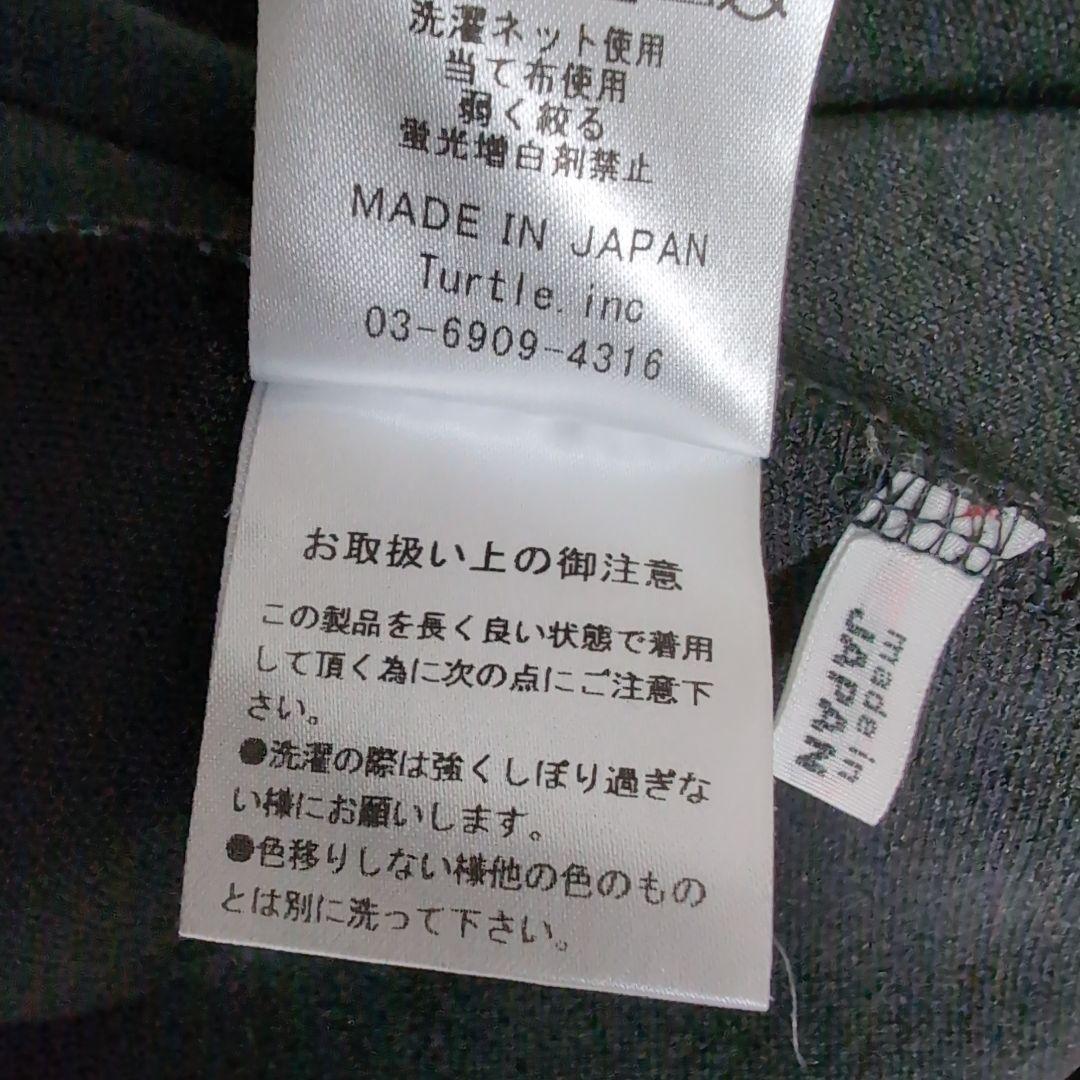 洗濯ネット使用
当て布使用
弱く絞る
蛍光増白剤禁止
MADE IN JAPAN
Turtle.inc
03-6909-4316
お取扱い上の御注意
この製品を長く良い状態で着用
して頂く為に次の点にご注意下
さい。
●洗濯の際は強くしぼり過ぎな
い様にお願いします。
●色移りしない様他の色のもの
とは別に洗って下さい。
made in
JAPAN